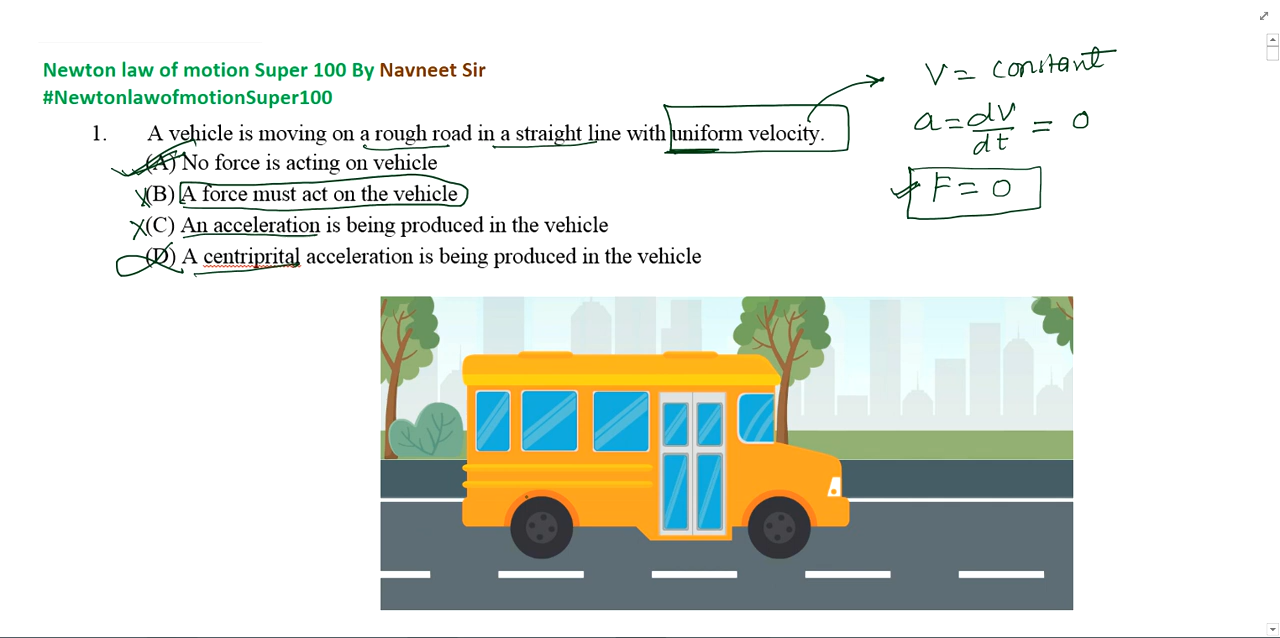 Newton law of motion Super 100 By Navneet Sir
#NewtonlawofmotionSuper100
1. A vehicle is moving on a rough road in a straight line with uniform velocity.
(A) No force is acting on vehicle
(B) A force must act on the vehicle
(C) An acceleration is being produced in the vehicle
(D) A centriprital acceleration is being produced in the vehicle
V = constant
a = dv/dt = 0
F = 0